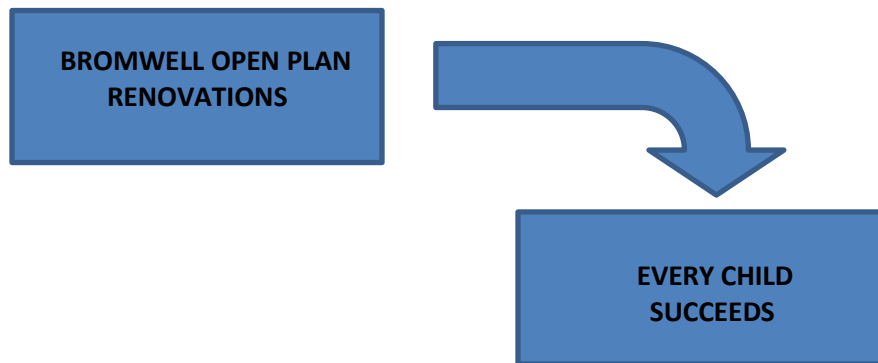 BROMWELL OPEN PLAN
RENOVATIONS
EVERY CHILD
SUCCEEDS